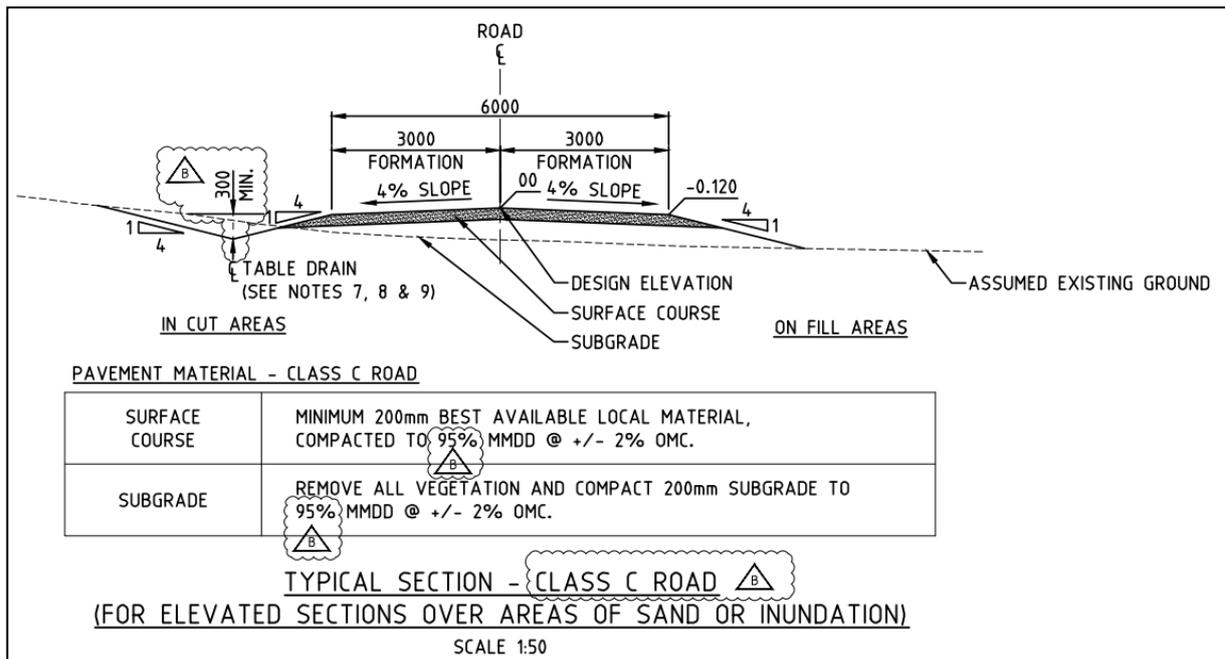 ROAD
℄
6000
3000
3000
FORMATION
FORMATION
4% SLOPE
00
4% SLOPE
-0.120
B
300
MIN.
1
4
4
1
1
4
℄ TABLE DRAIN
(SEE NOTES 7, 8 & 9)
DESIGN ELEVATION
SURFACE COURSE
SUBGRADE
ASSUMED EXISTING GROUND
IN CUT AREAS
ON FILL AREAS
PAVEMENT MATERIAL - CLASS C ROAD
SURFACE
COURSE
MINIMUM 200mm BEST AVAILABLE LOCAL MATERIAL,
COMPACTED TO 95% MMDD @ +/- 2% OMC.
B
SUBGRADE
REMOVE ALL VEGETATION AND COMPACT 200mm SUBGRADE TO
95% MMDD @ +/- 2% OMC.
B
TYPICAL SECTION - CLASS C ROAD B
(FOR ELEVATED SECTIONS OVER AREAS OF SAND OR INUNDATION)
SCALE 1:50